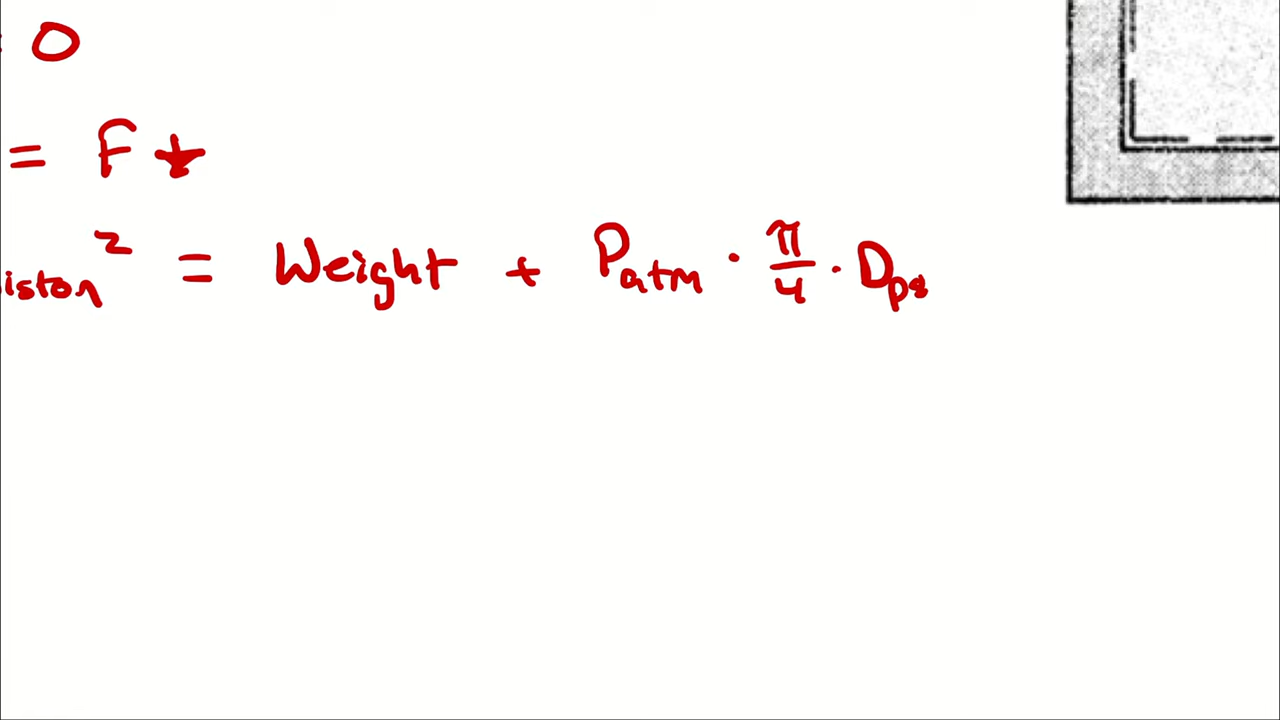 = 0
= F↓
iston² = Weight + Patm · π/4 · Dps